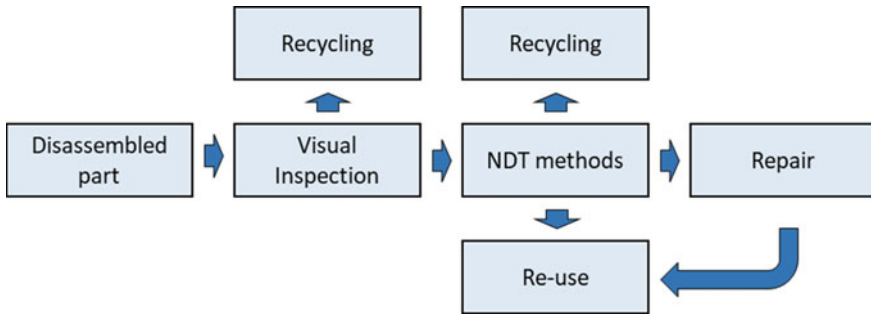 Recycling
Recycling
Disassembled
part
Visual
Inspection
NDT methods
Repair
Re-use